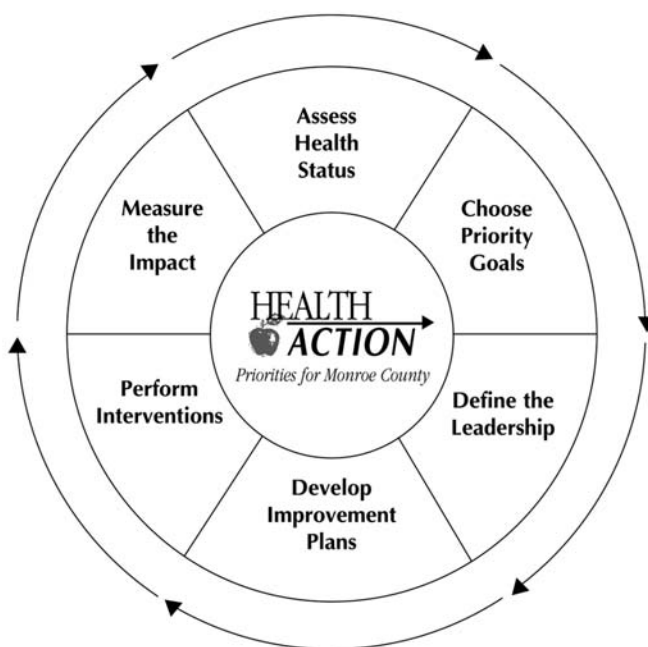 Assess
Health
Status
Choose
Priority
Goals
Define the
Leadership
Develop
Improvement
Plans
Perform
Interventions
Measure
the
Impact
HEALTH
ACTION
Priorities for Monroe County